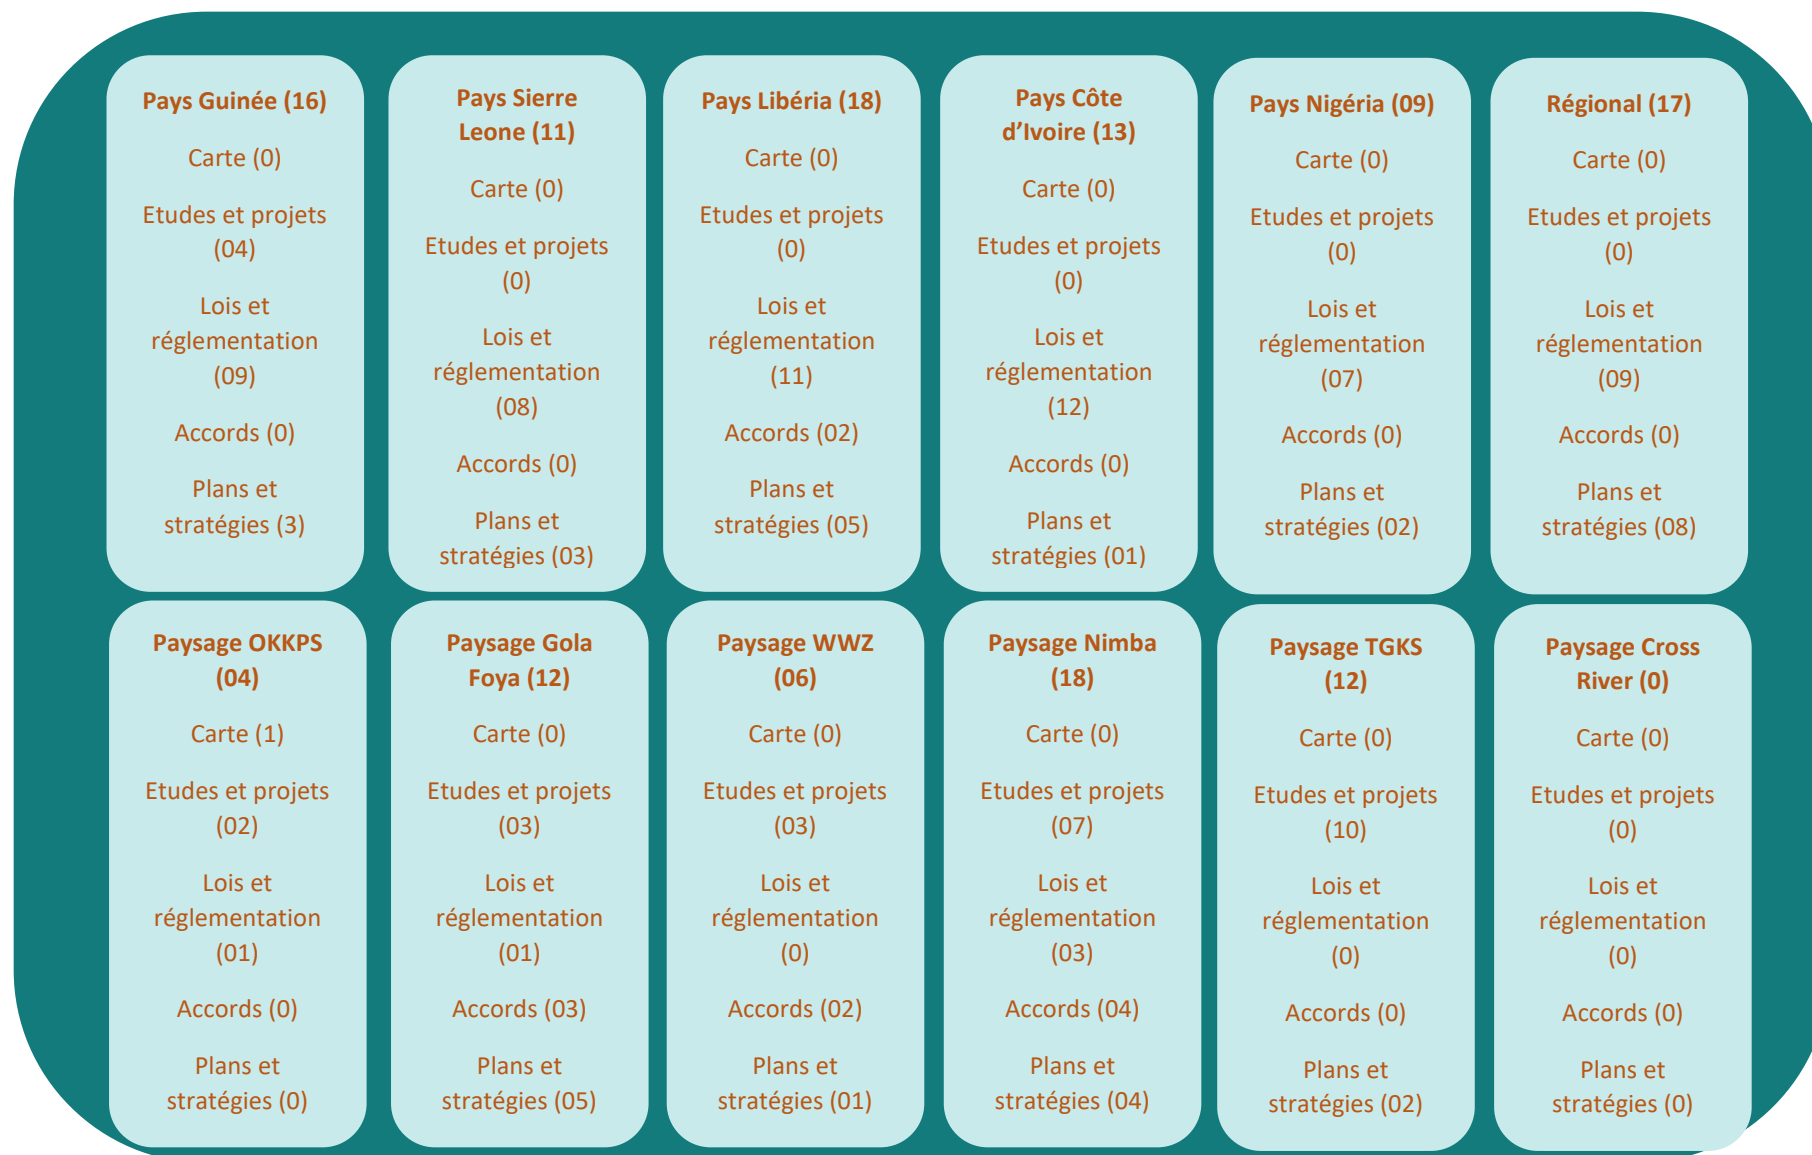 Pays Guinée (16)
Carte (0)
Etudes et projets
(04)
Lois et
réglementation
(09)
Accords (0)
Plans et
stratégies (3)
Pays Sierre
Leone (11)
Carte (0)
Etudes et projets
(0)
Lois et
réglementation
(08)
Accords (0)
Plans et
stratégies (03)
Pays Libéria (18)
Carte (0)
Etudes et projets
(0)
Lois et
réglementation
(11)
Accords (02)
Plans et
stratégies (05)
Pays Côte
d’Ivoire (13)
Carte (0)
Etudes et projets
(0)
Lois et
réglementation
(12)
Accords (0)
Plans et
stratégies (01)
Pays Nigéria (09)
Carte (0)
Etudes et projets
(0)
Lois et
réglementation
(07)
Accords (0)
Plans et
stratégies (02)
Régional (17)
Carte (0)
Etudes et projets
(0)
Lois et
réglementation
(09)
Accords (0)
Plans et
stratégies (08)
Paysage OKKPS
(04)
Carte (1)
Etudes et projets
(02)
Lois et
réglementation
(01)
Accords (0)
Plans et
stratégies (0)
Paysage Gola
Foya (12)
Carte (0)
Etudes et projets
(03)
Lois et
réglementation
(01)
Accords (03)
Plans et
stratégies (05)
Paysage WWZ
(06)
Carte (0)
Etudes et projets
(03)
Lois et
réglementation
(0)
Accords (02)
Plans et
stratégies (01)
Paysage Nimba
(18)
Carte (0)
Etudes et projets
(07)
Lois et
réglementation
(03)
Accords (04)
Plans et
stratégies (04)
Paysage TGKS
(12)
Carte (0)
Etudes et projets
(10)
Lois et
réglementation
(0)
Accords (0)
Plans et
stratégies (02)
Paysage Cross
River (0)
Carte (0)
Etudes et projets
(0)
Lois et
réglementation
(0)
Accords (0)
Plans et
stratégies (0)